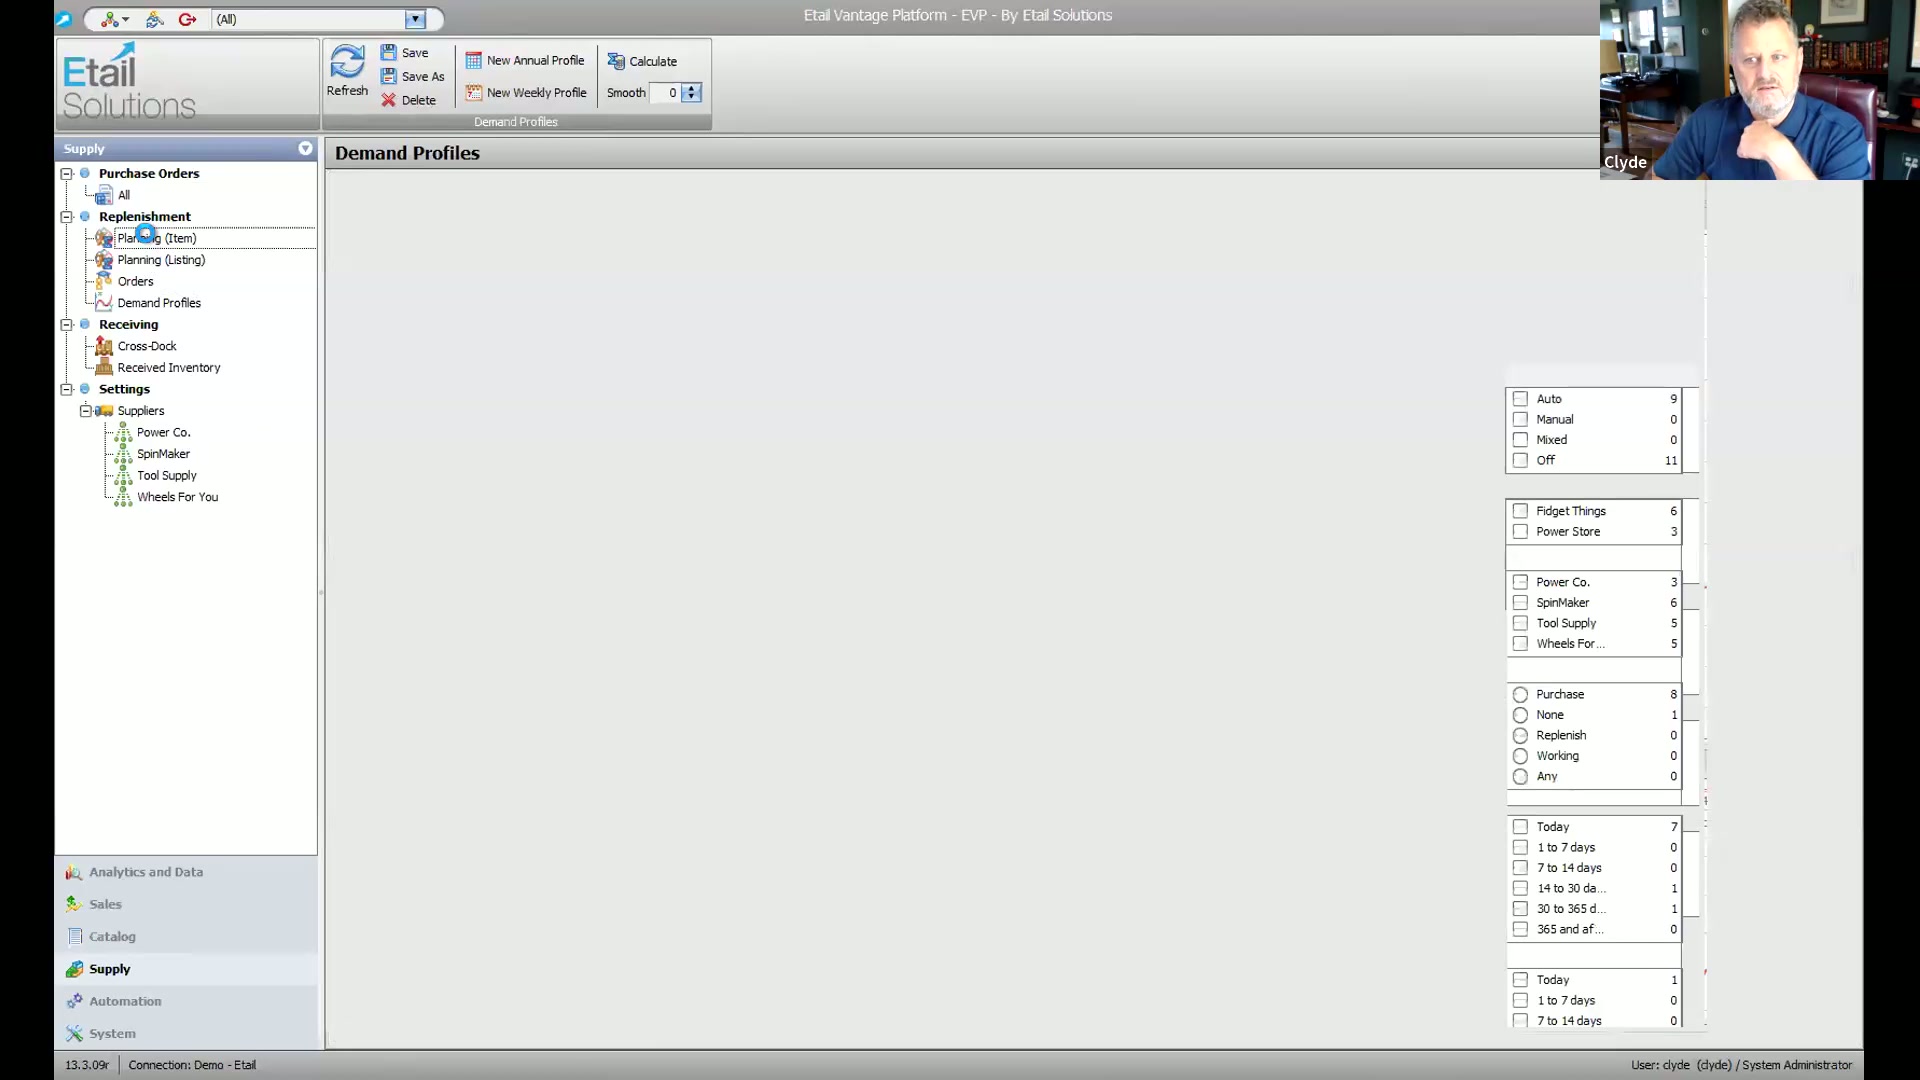 (All)
Etail Vantage Platform - EVP - By Etail Solutions
Etail
Solutions
Refresh
Save
Save As
Delete
New Annual Profile
New Weekly Profile
Calculate
Smooth 0
Demand Profiles
Clyde
Supply
Purchase Orders
All
Replenishment
Planning (Item)
Planning (Listing)
Orders
Demand Profiles
Receiving
Cross-Dock
Received Inventory
Settings
Suppliers
Power Co.
SpinMaker
Tool Supply
Wheels For You
Analytics and Data
Sales
Catalog
Supply
Automation
System
Demand Profiles
Auto 9
Manual 0
Mixed 0
Off 11
Fidget Things 6
Power Store 3
Power Co. 3
SpinMaker 6
Tool Supply 5
Wheels For... 5
Purchase 8
None 1
Replenish 0
Working 0
Any 0
Today 7
1 to 7 days 0
7 to 14 days 0
14 to 30 da... 1
30 to 365 d... 1
365 and af... 0
Today 1
1 to 7 days 0
7 to 14 days 0
13.3.09r Connection: Demo - Etail
User: clyde (clyde) / System Administrator